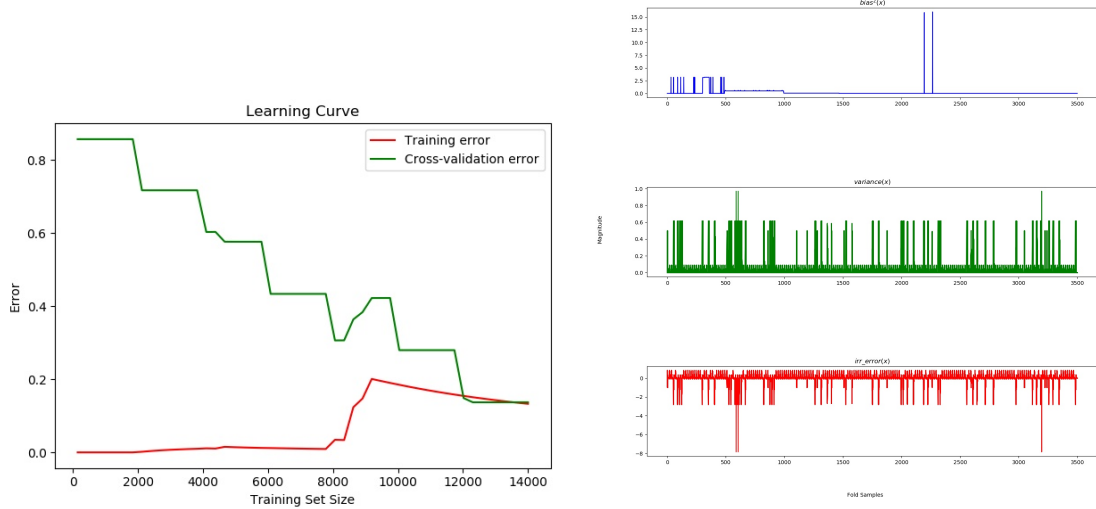 Learning Curve
Training error
Cross-validation error
0.8
0.6
0.4
0.2
0.0
Error
0 2000 4000 6000 8000 10000 12000 14000
Training Set Size
bias²(x)
15.0
12.5
10.0
7.5
5.0
2.5
0.0
0 500 1000 1500 2000 2500 3000 3500
variance(x)
1.0
0.8
0.6
0.4
0.2
0.0
Magnitude
0 500 1000 1500 2000 2500 3000 3500
irr_error(x)
0
−2
−4
−6
−8
0 500 1000 1500 2000 2500 3000 3500
Fold Samples